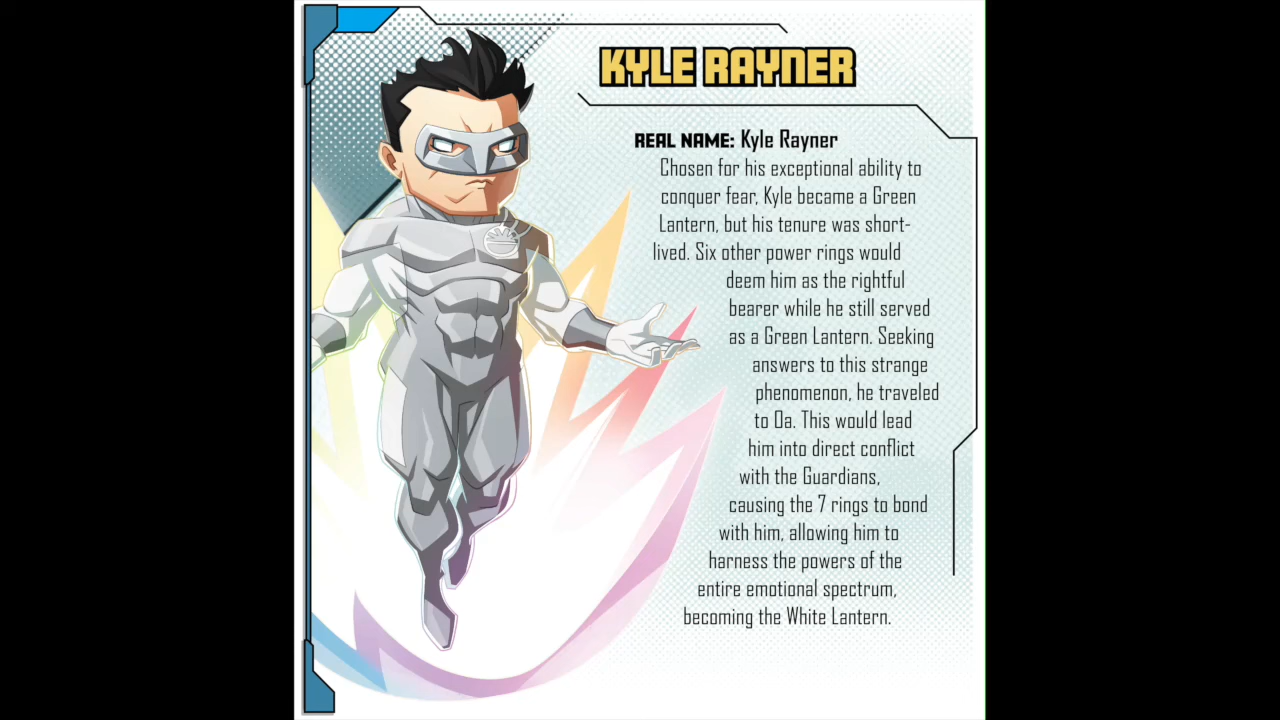 KYLE RAYNER
REAL NAME: Kyle Rayner
Chosen for his exceptional ability to
conquer fear, Kyle became a Green
Lantern, but his tenure was short-
lived. Six other power rings would
deem him as the rightful
bearer while he still served
as a Green Lantern. Seeking
answers to this strange
phenomenon, he traveled
to Oa. This would lead
him into direct conflict
with the Guardians,
causing the 7 rings to bond
with him, allowing him to
harness the powers of the
entire emotional spectrum,
becoming the White Lantern.